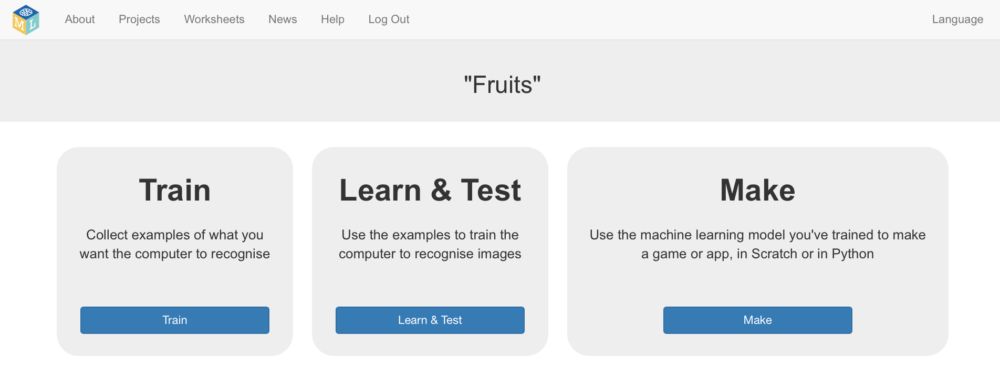 M L
About
Projects
Worksheets
News
Help
Log Out
Language
"Fruits"
Train
Collect examples of what you
want the computer to recognise
Train
Learn & Test
Use the examples to train the
computer to recognise images
Learn & Test
Make
Use the machine learning model you've trained to make
a game or app, in Scratch or in Python
Make